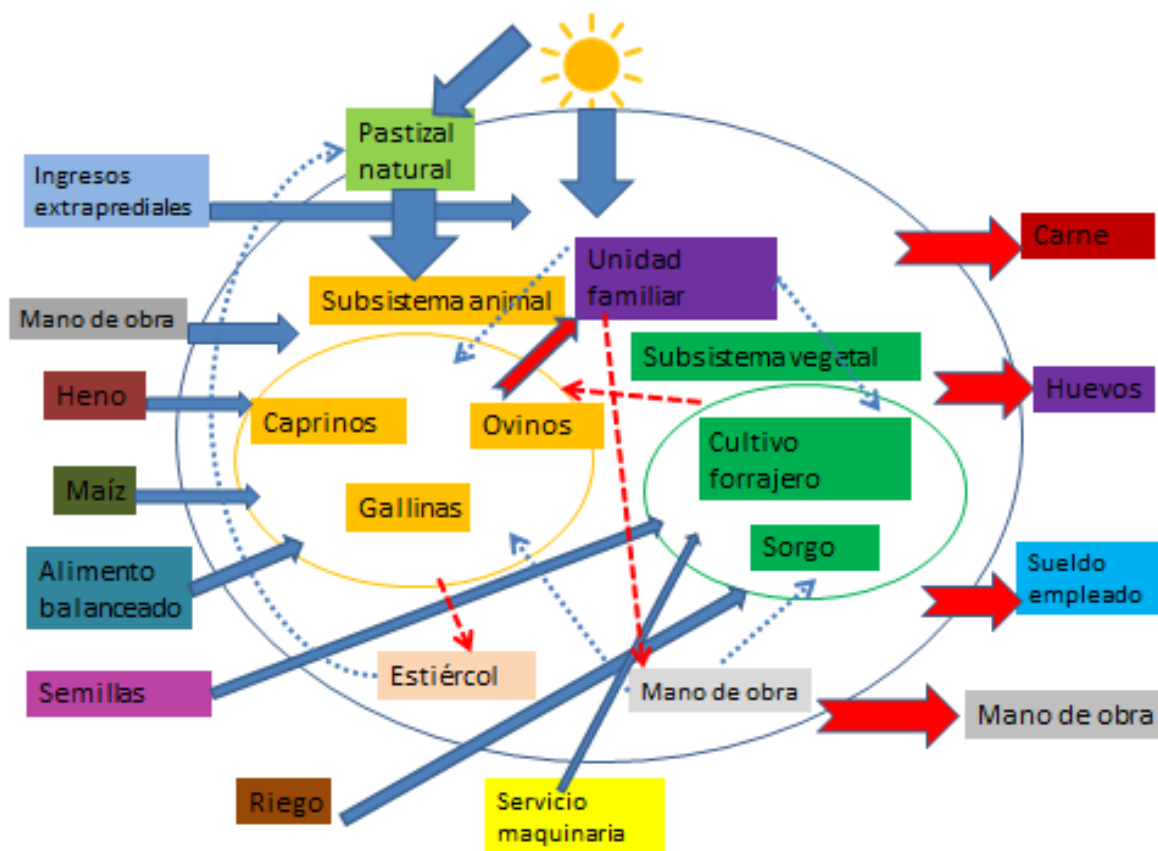 Pastizal
natural
Ingresos
extraprediales
Unidad
familiar
Carne
Subsistema animal
Mano de obra
Subsistema vegetal
Heno
Huevos
Caprinos
Ovinos
Cultivo
forrajero
Maíz
Gallinas
Sorgo
Alimento
balanceado
Sueldo
empleado
Estiércol
Semillas
Mano de obra
Mano de obra
Riego
Servicio
maquinaria